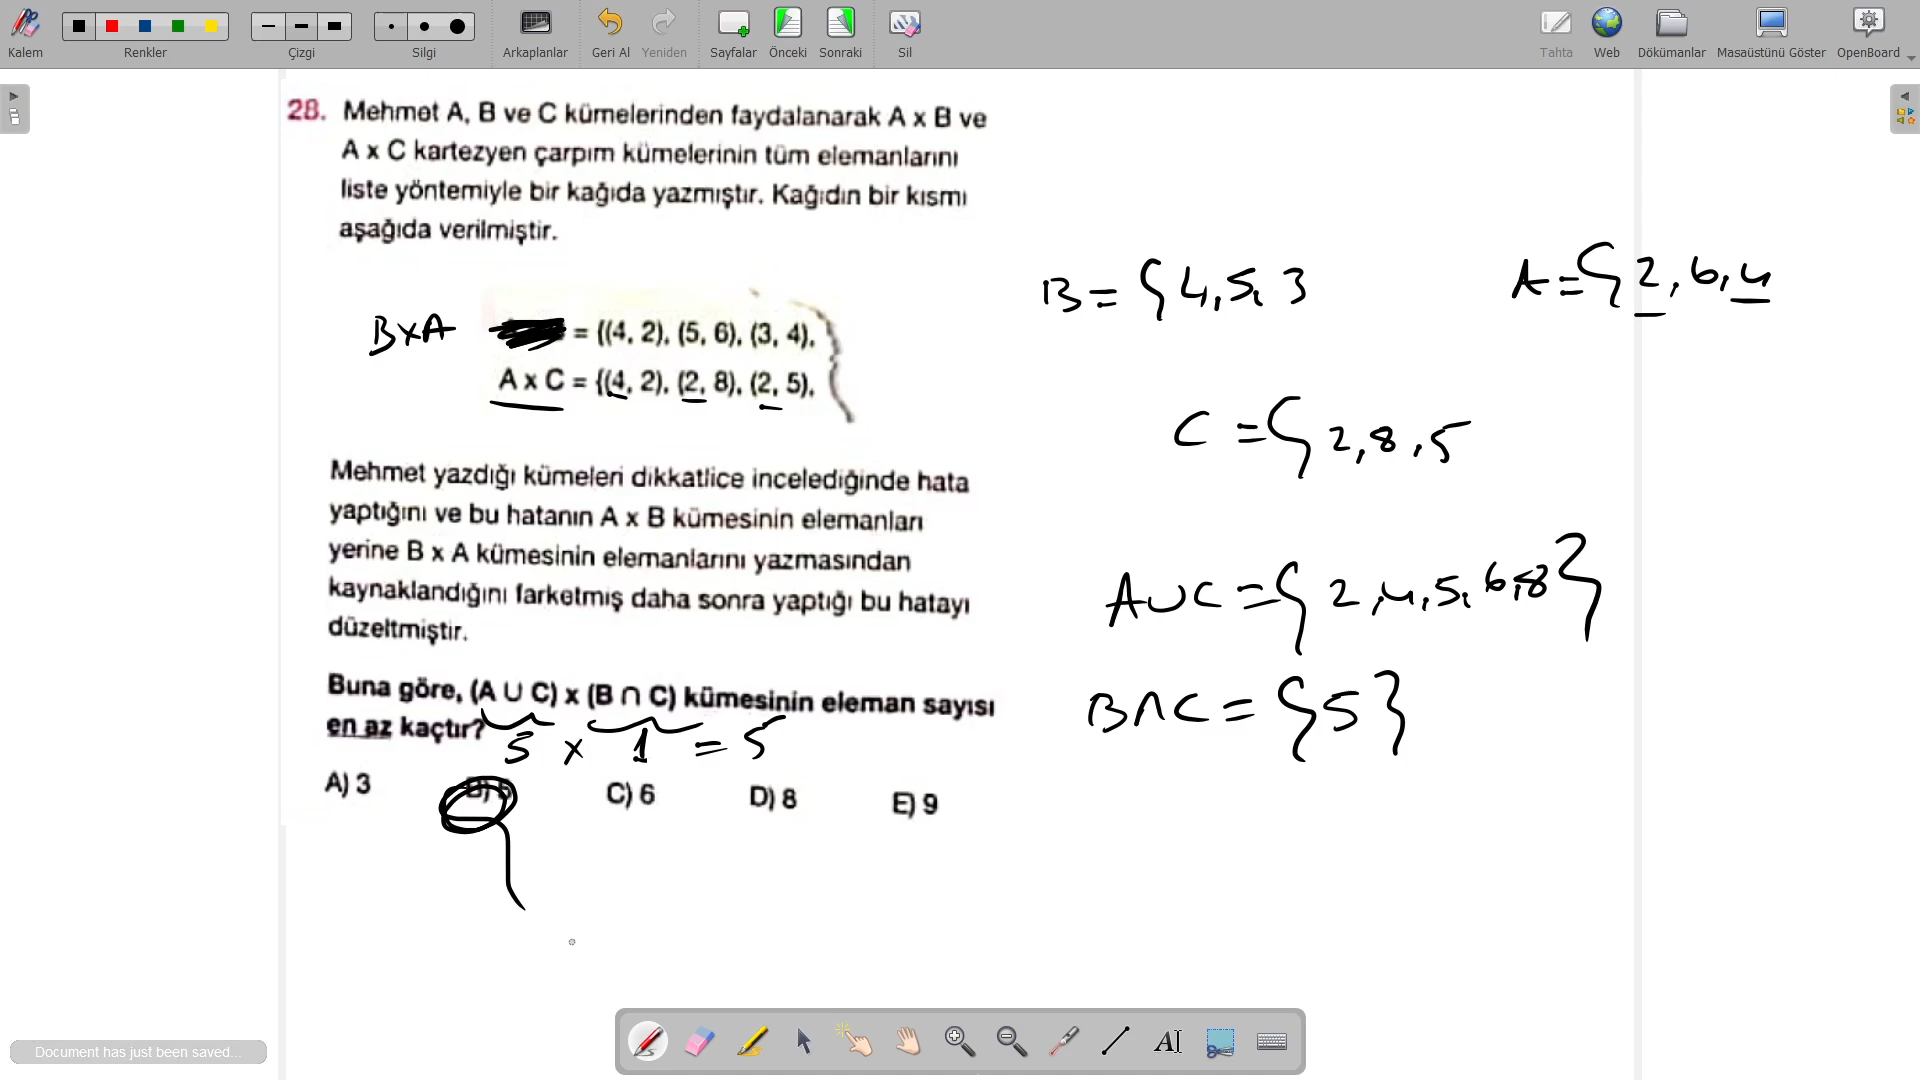 Kalem
Renkler
Çizgi
Silgi
Arkaplanlar
Geri Al
Yeniden
Sayfalar
Önceki
Sonraki
Sil
Tahta
Web
Dökümanlar
Masaüstünü Göster
OpenBoard
28. Mehmet A, B ve C kümelerinden faydalanarak A x B ve
A x C kartezyen çarpım kümelerinin tüm elemanlarını
liste yöntemiyle bir kağıda yazmıştır. Kağıdın bir kısmı
aşağıda verilmiştir.
BxA = {(4, 2), (5, 6), (3, 4),
A x C = {(4, 2), (2, 8), (2, 5),
Mehmet yazdığı kümeleri dikkatlice incelediğinde hata
yaptığını ve bu hatanın A x B kümesinin elemanları
yerine B x A kümesinin elemanlarını yazmasından
kaynaklandığını farketmiş daha sonra yaptığı bu hatayı
düzeltmiştir.
Buna göre, (A ∪ C) x (B ∩ C) kümesinin eleman sayısı
en az kaçtır?
5 x 1 = 5
A) 3
B) 5
C) 6
D) 8
E) 9
B = {4, 5, 3
A = {2, 6, 4
C = {2, 8, 5
A∪C = {2, 4, 5, 6, 8}
B∩C = {5}
Document has just been saved...